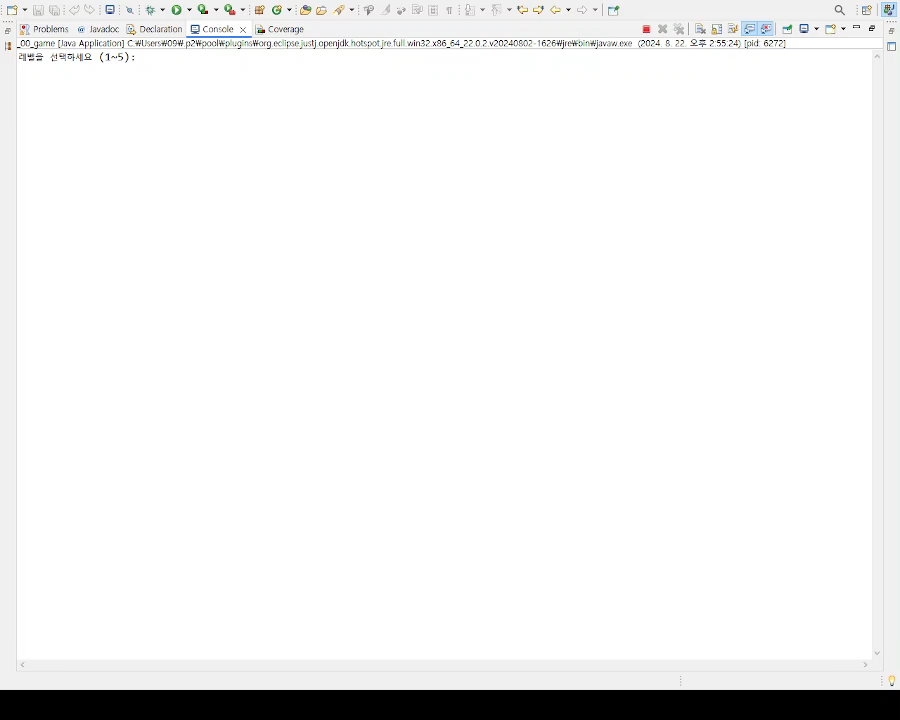 Problems Javadoc Declaration Console Coverage
_00_game [Java Application] C:₩Users₩09₩.p2₩pool₩plugins₩org.eclipse.justj.openjdk.hotspot.jre.full.win32.x86_64_22.0.2.v20240802-1626₩jre₩bin₩javaw.exe (2024. 8. 22. 오후 2:55:24) [pid: 6272]
레벨을 선택하세요 (1~5):